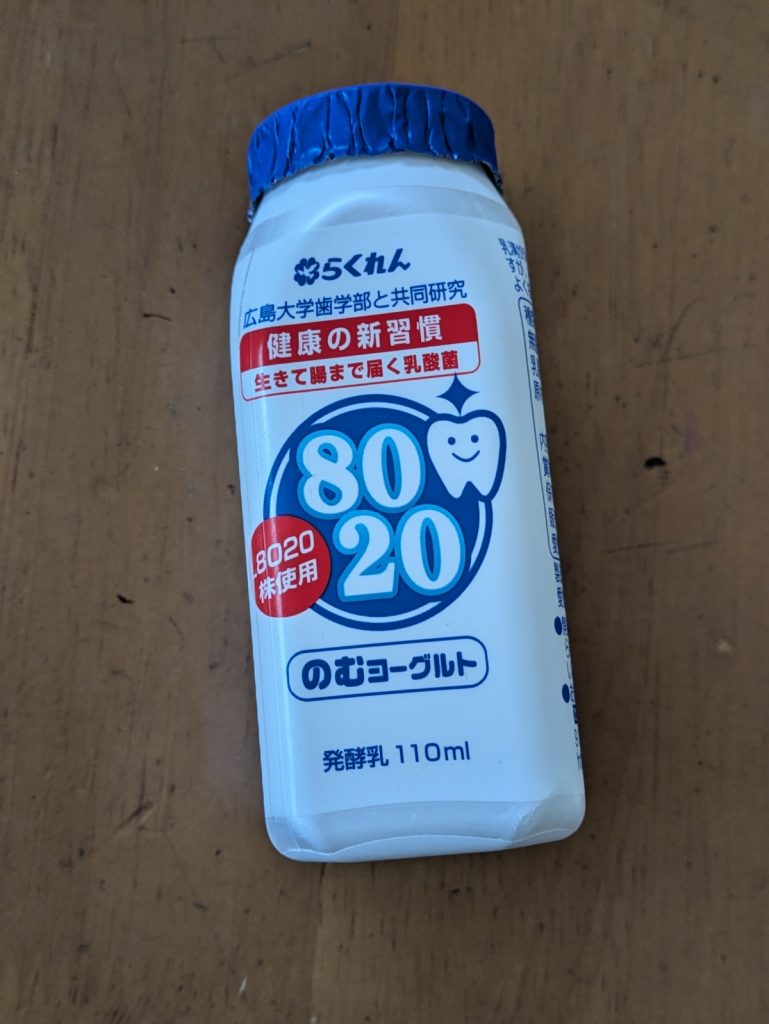 らくれん
広島大学歯学部と共同研究
健康の新習慣
生きて腸まで届く乳酸菌
80
20
L8020
株使用
のむヨーグルト
発酵乳 110ml